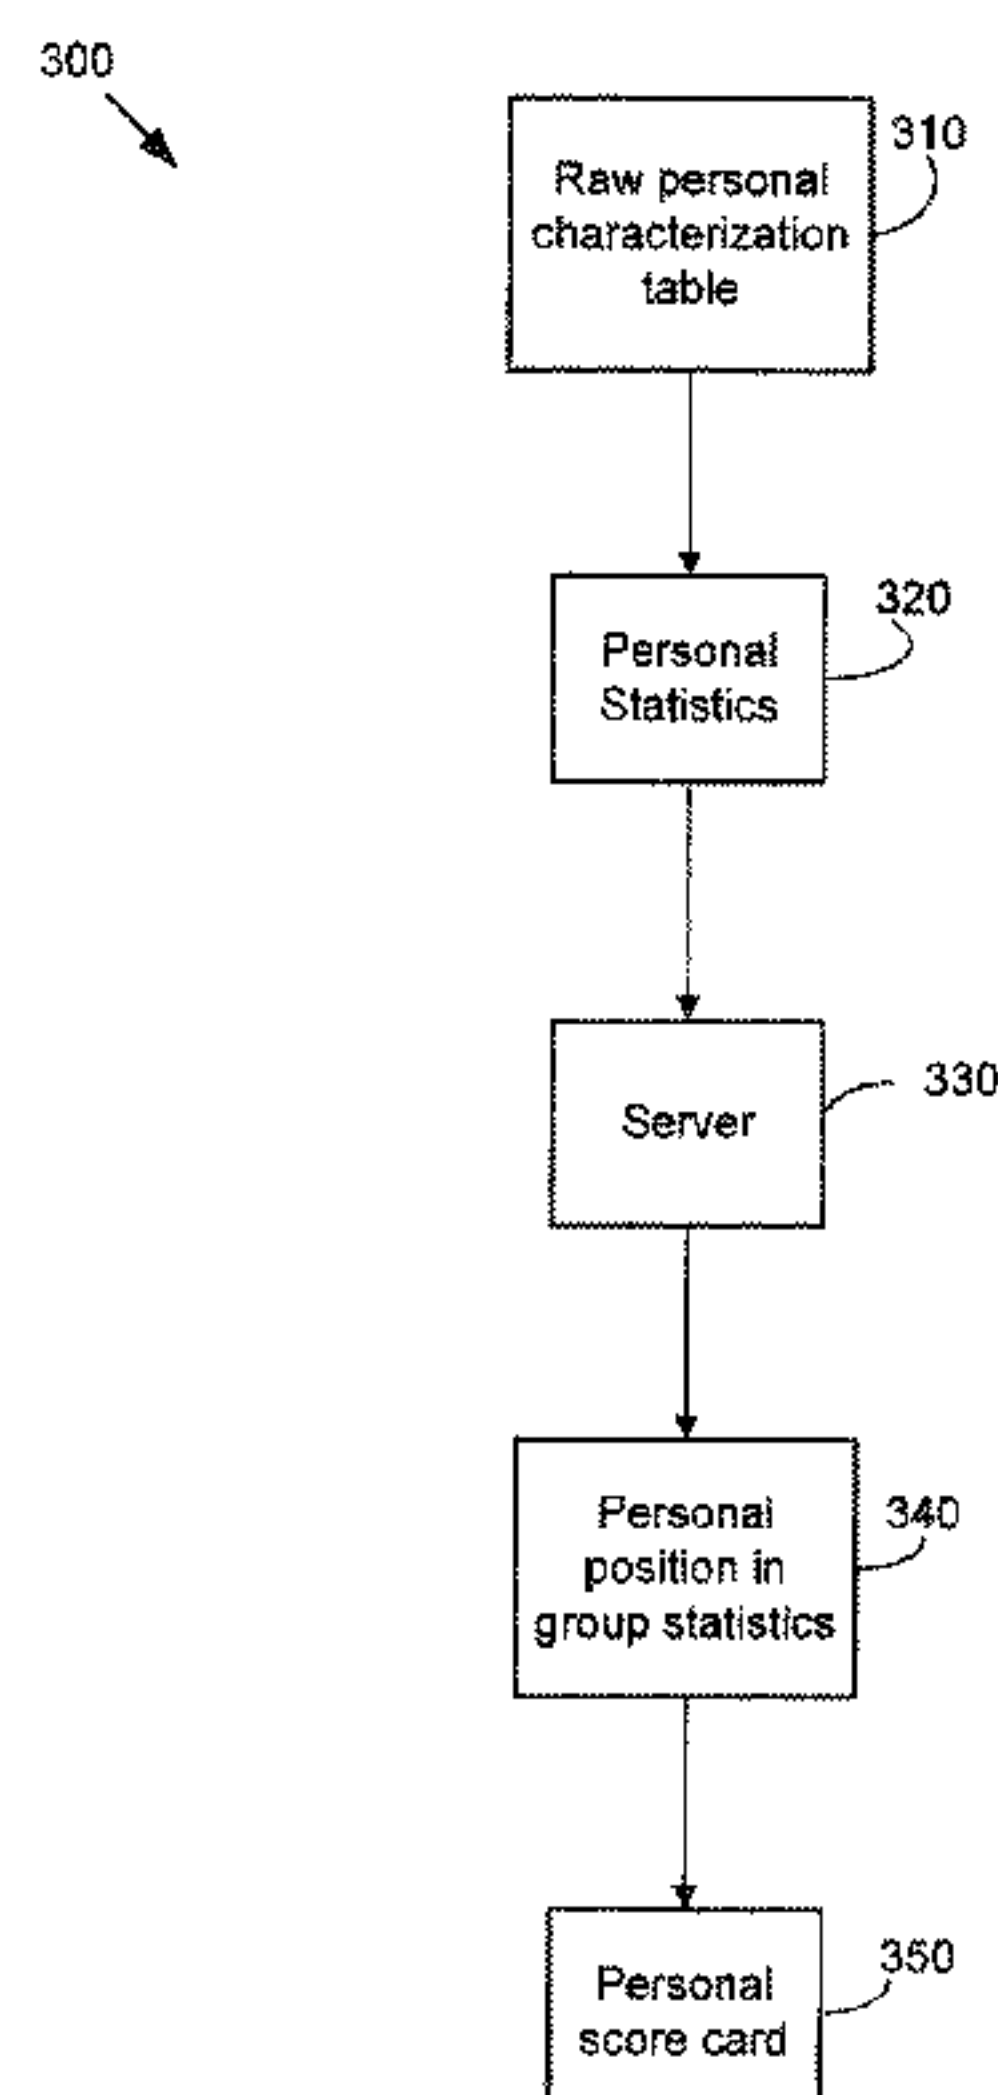 300
310
Raw personal
characterization
table
320
Personal
Statistics
330
Server
340
Personal
position in
group statistics
350
Personal
score card